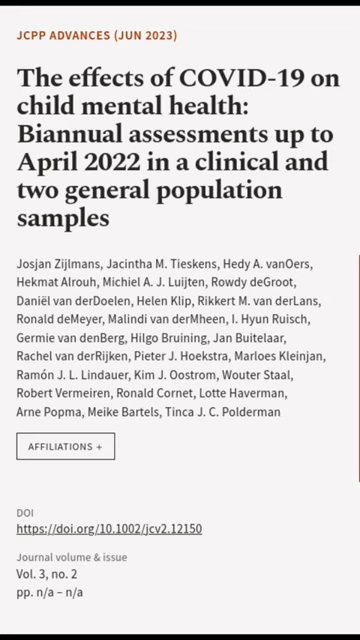 JCPP ADVANCES (JUN 2023)
The effects of COVID-19 on
child mental health:
Biannual assessments up to
April 2022 in a clinical and
two general population
samples
Josjan Zijlmans, Jacintha M. Tieskens, Hedy A. vanOers,
Hekmat Alrouh, Michiel A. J. Luijten, Rowdy deGroot,
Daniël van derDoelen, Helen Klip, Rikkert M. van derLans,
Ronald deMeyer, Malindi van derMheen, I. Hyun Ruisch,
Germie van denBerg, Hilgo Bruining, Jan Buitelaar,
Rachel van derRijken, Pieter J. Hoekstra, Marloes Kleinjan,
Ramón J. L. Lindauer, Kim J. Oostrom, Wouter Staal,
Robert Vermeiren, Ronald Cornet, Lotte Haverman,
Arne Popma, Meike Bartels, Tinca J. C. Polderman
AFFILIATIONS +
DOI
https://doi.org/10.1002/jcv2.12150
Journal volume & issue
Vol. 3, no. 2
pp. n/a – n/a